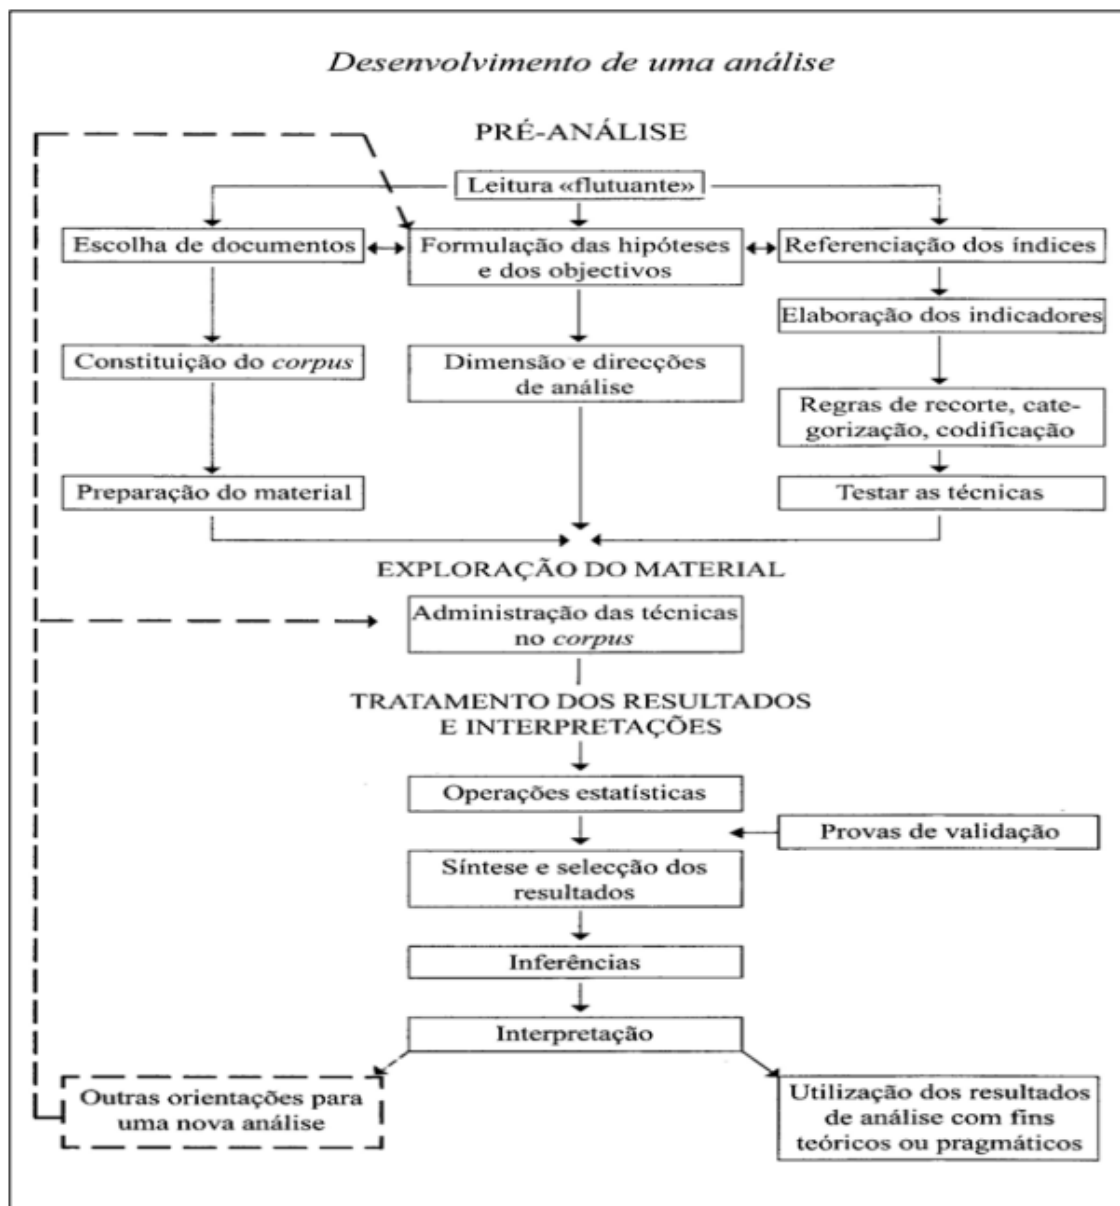 Desenvolvimento de uma análise
PRÉ-ANÁLISE
Leitura «flutuante»
Escolha de documentos
Formulação das hipóteses
e dos objectivos
Referenciação dos índices
Elaboração dos indicadores
Constituição do corpus
Dimensão e direcções
de análise
Regras de recorte, cate-
gorização, codificação
Preparação do material
Testar as técnicas
EXPLORAÇÃO DO MATERIAL
Administração das técnicas
no corpus
TRATAMENTO DOS RESULTADOS
E INTERPRETAÇÕES
Operações estatísticas
Provas de validação
Síntese e selecção dos
resultados
Inferências
Interpretação
Outras orientações para
uma nova análise
Utilização dos resultados
de análise com fins
teóricos ou pragmáticos